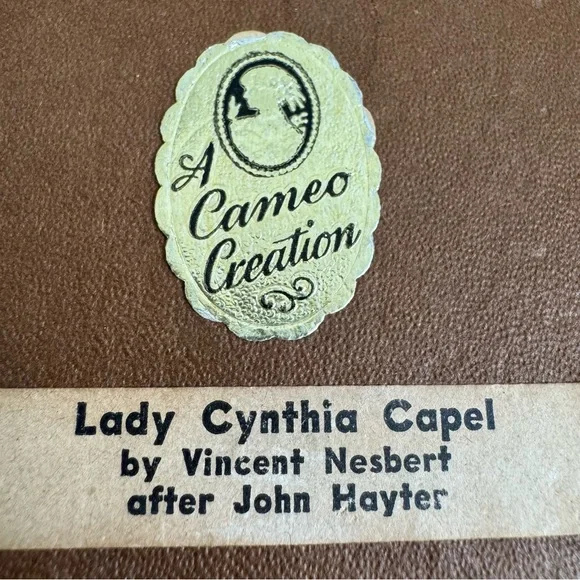 A
Cameo
Creation
Lady Cynthia Capel
by Vincent Nesbert
after John Hayter